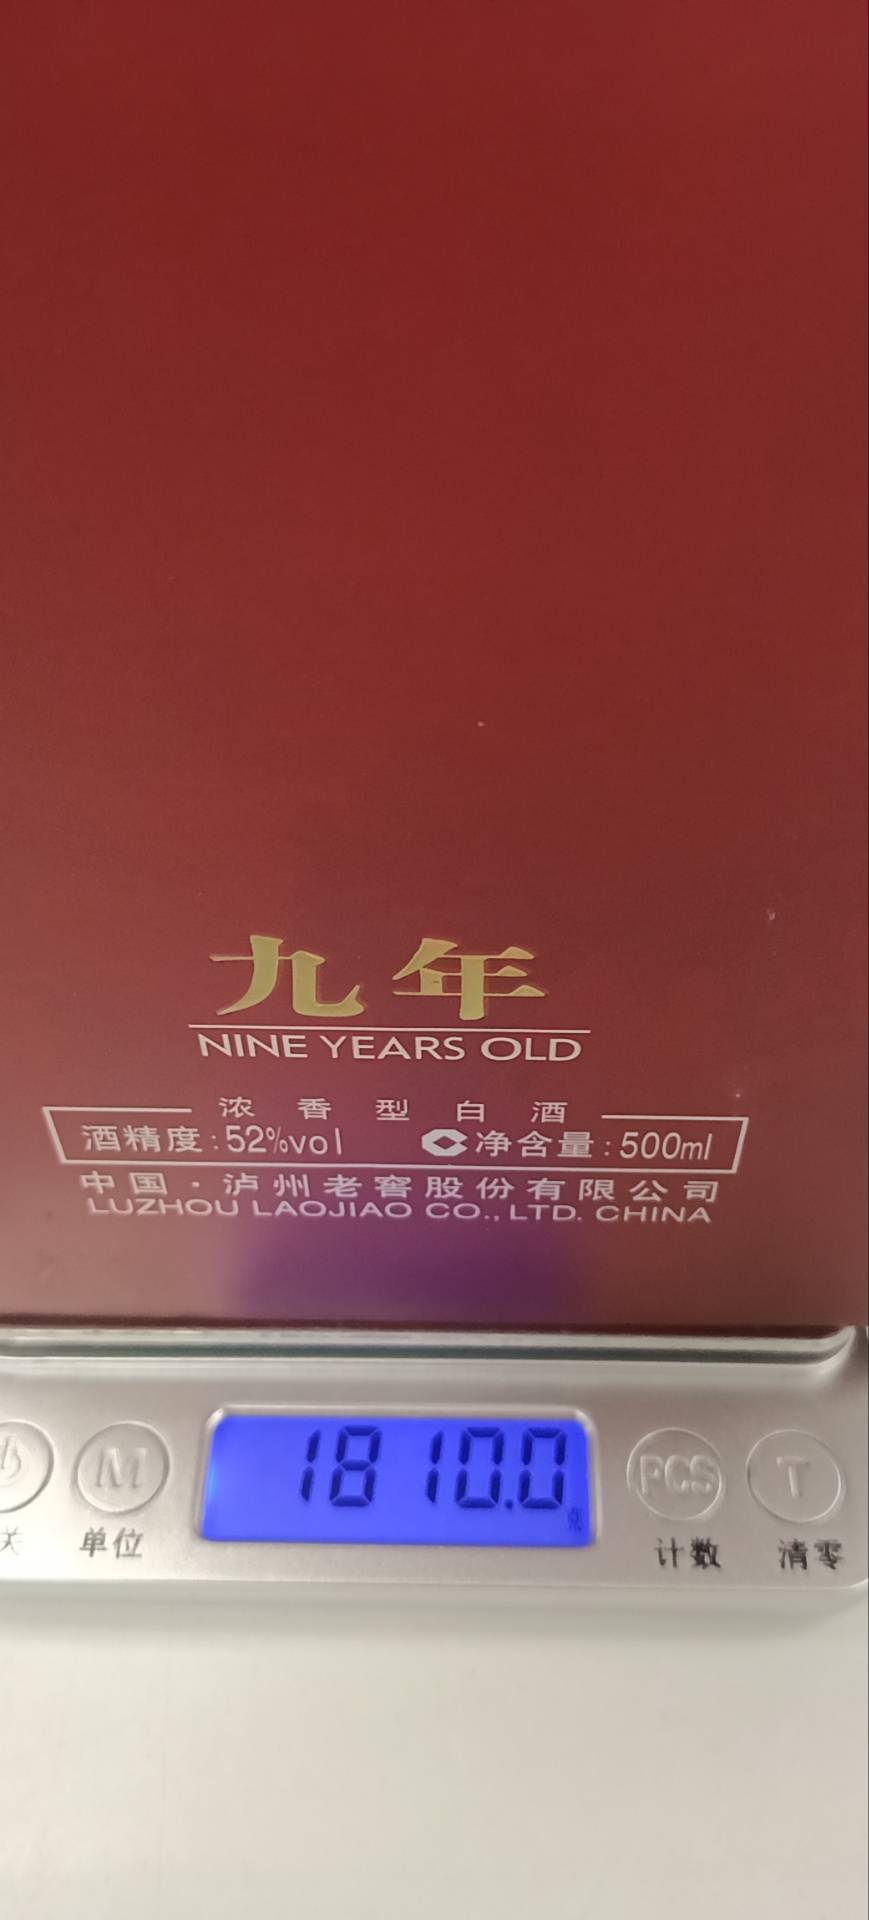 九年
NINE YEARS OLD
浓香型白酒
酒精度:52%vol 净含量:500ml
中国·泸州老窖股份有限公司
LUZHOU LAOJIAO CO.,LTD. CHINA
1810.0
克
M PCS T
关 单位 计数 清零